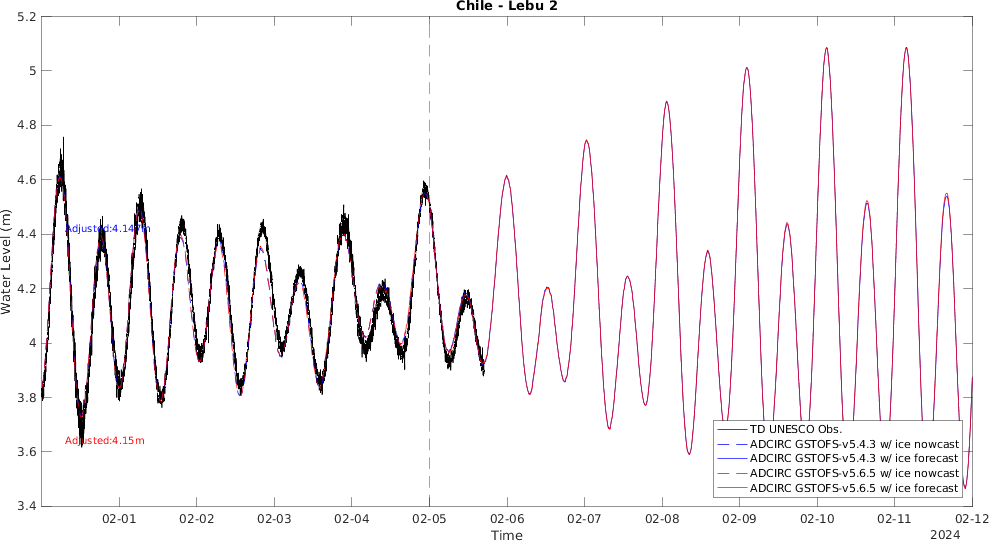 Chile - Lebu 2
5.2
5
4.8
4.6
4.4
4.2
4
3.8
3.6
3.4
Water Level (m)
Adjusted:4.15m
TD UNESCO Obs.
ADCIRC GSTOFS-v5.4.3 w/ ice nowcast
ADCIRC GSTOFS-v5.4.3 w/ ice forecast
ADCIRC GSTOFS-v5.6.5 w/ ice nowcast
ADCIRC GSTOFS-v5.6.5 w/ ice forecast
02-01 02-02 02-03 02-04 02-05 02-06 02-07 02-08 02-09 02-10 02-11 02-12
2024
Time